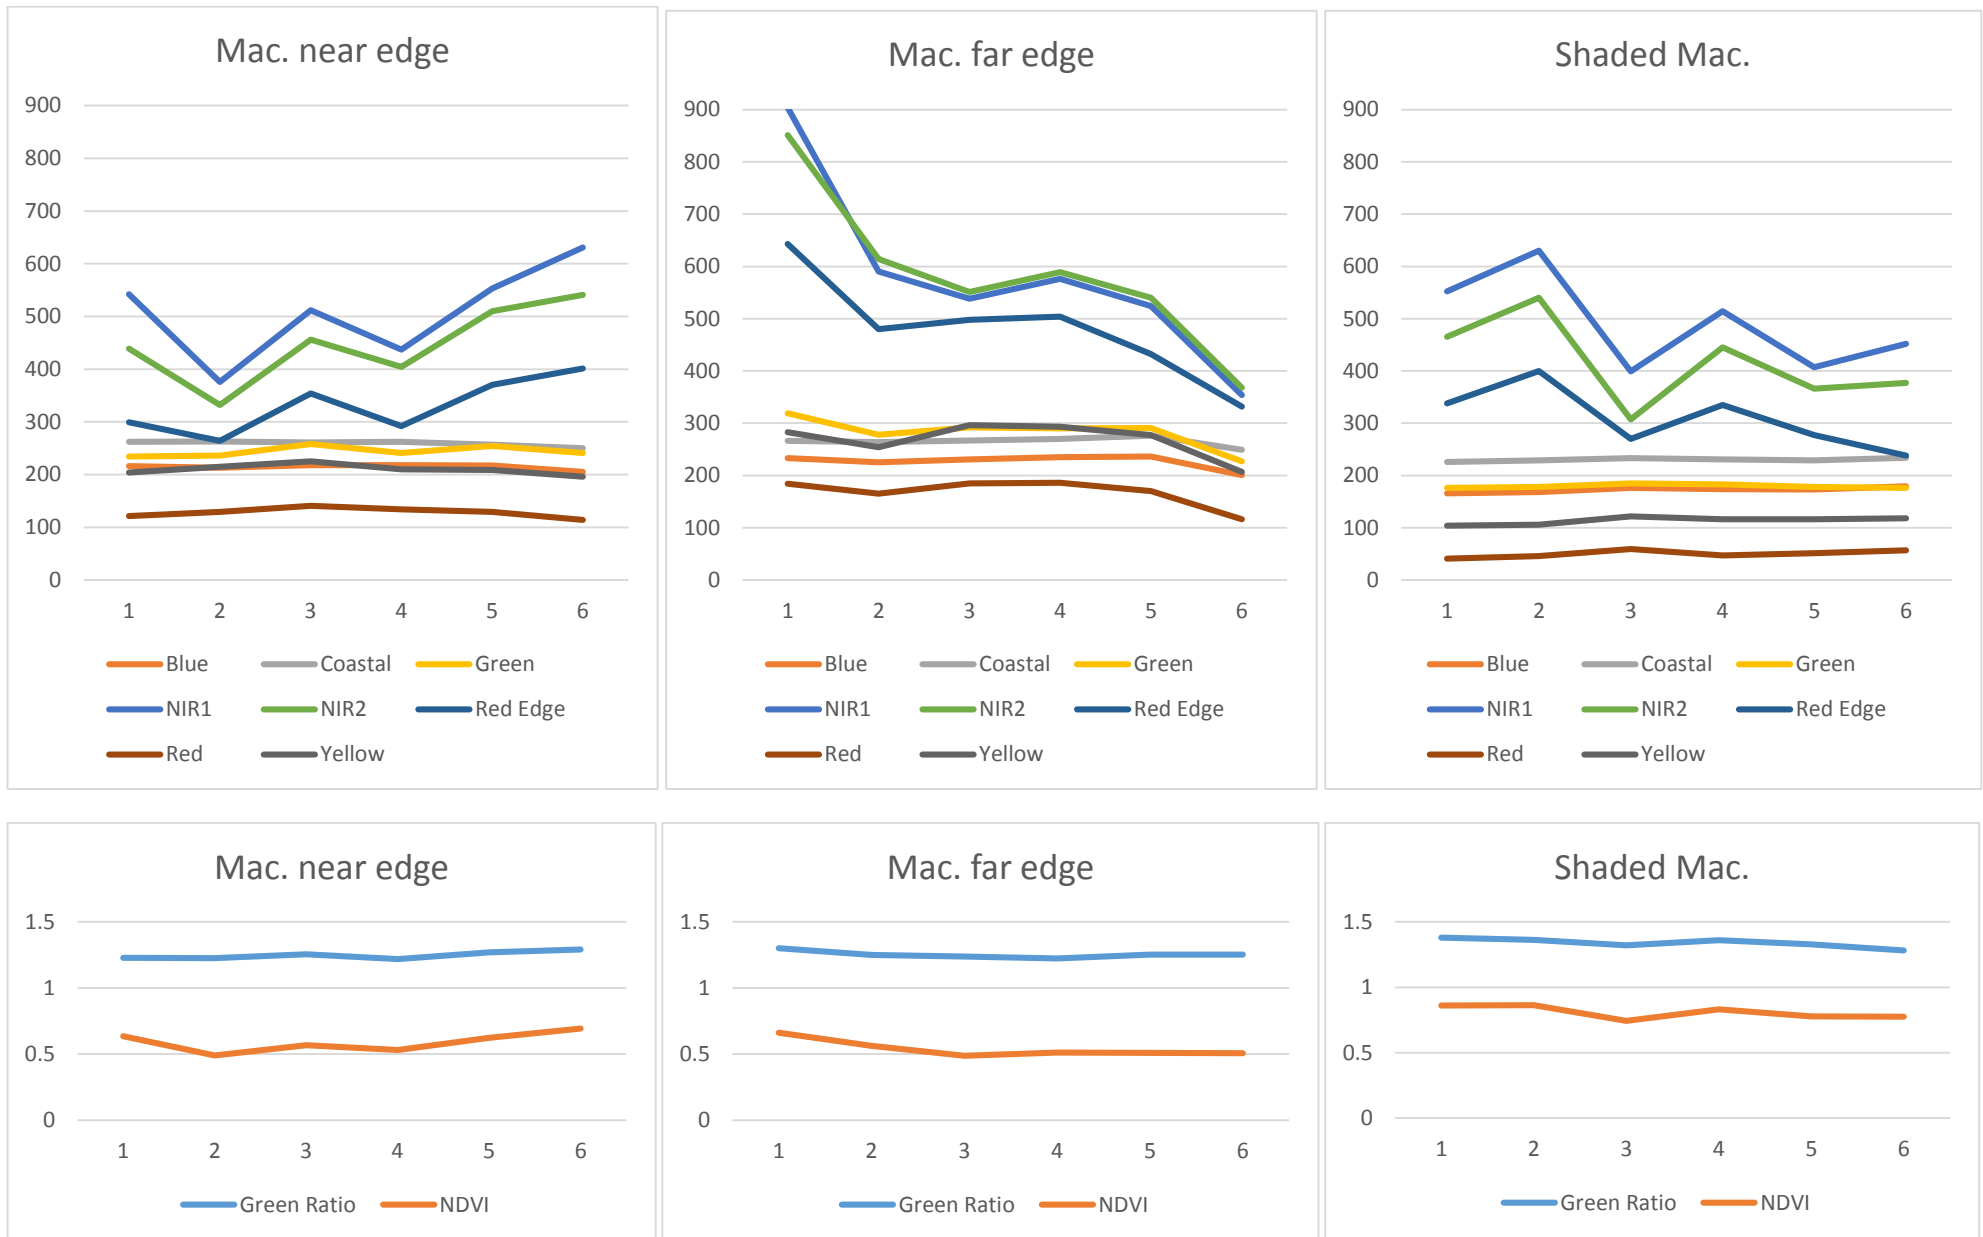 Mac. near edge
900
800
700
600
500
400
300
200
100
0
1 2 3 4 5 6
Blue Coastal Green
NIR1 NIR2 Red Edge
Red Yellow
Mac. far edge
900
800
700
600
500
400
300
200
100
0
1 2 3 4 5 6
Blue Coastal Green
NIR1 NIR2 Red Edge
Red Yellow
Shaded Mac.
900
800
700
600
500
400
300
200
100
0
1 2 3 4 5 6
Blue Coastal Green
NIR1 NIR2 Red Edge
Red Yellow
Mac. near edge
1.5
1
0.5
0
1 2 3 4 5 6
Green Ratio NDVI
Mac. far edge
1.5
1
0.5
0
1 2 3 4 5 6
Green Ratio NDVI
Shaded Mac.
1.5
1
0.5
0
1 2 3 4 5 6
Green Ratio NDVI